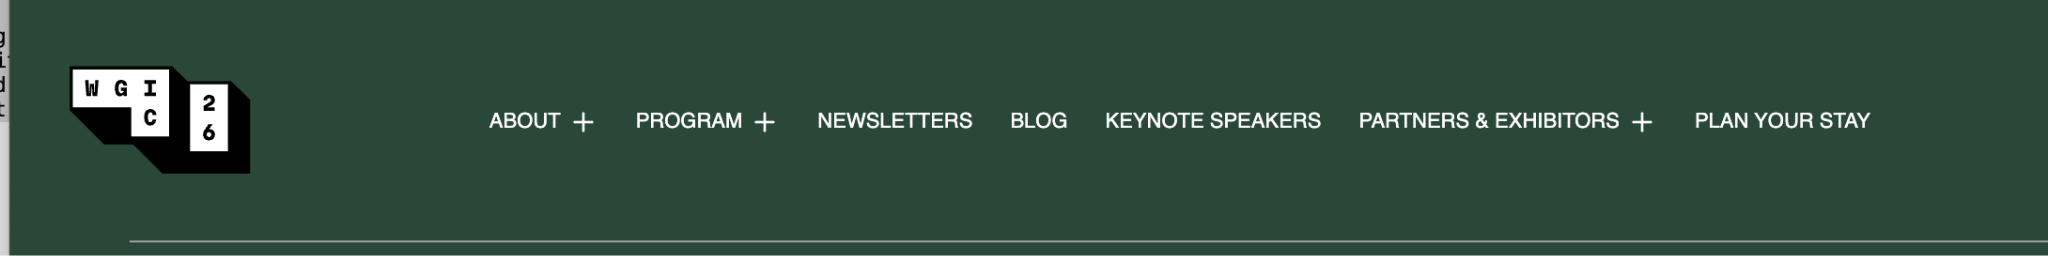 W G I
C
2
6
ABOUT + PROGRAM + NEWSLETTERS BLOG KEYNOTE SPEAKERS PARTNERS & EXHIBITORS + PLAN YOUR STAY